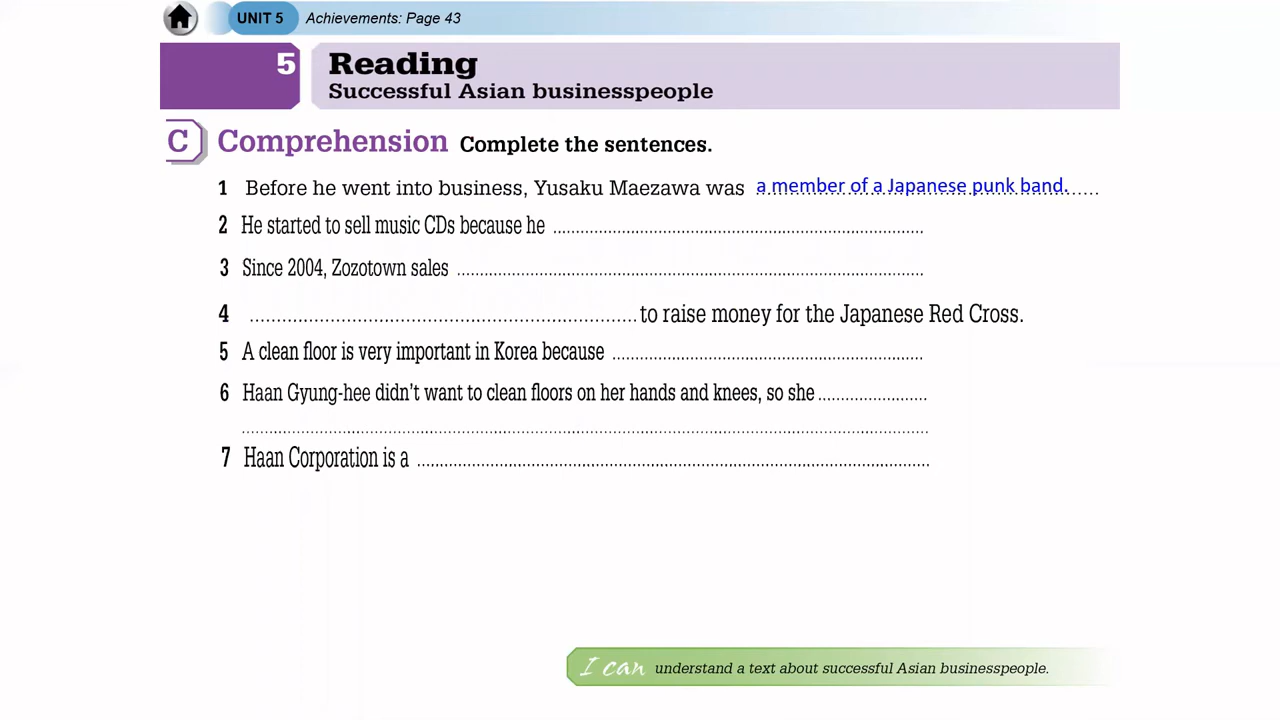 UNIT 5 Achievements: Page 43
5 Reading
Successful Asian businesspeople
C Comprehension Complete the sentences.
1 Before he went into business, Yusaku Maezawa was a member of a Japanese punk band.
2 He started to sell music CDs because he ................................
3 Since 2004, Zozotown sales ................................
4 ................................ to raise money for the Japanese Red Cross.
5 A clean floor is very important in Korea because ................................
6 Haan Gyung-hee didn't want to clean floors on her hands and knees, so she ................
................................
7 Haan Corporation is a ................................
I can understand a text about successful Asian businesspeople.